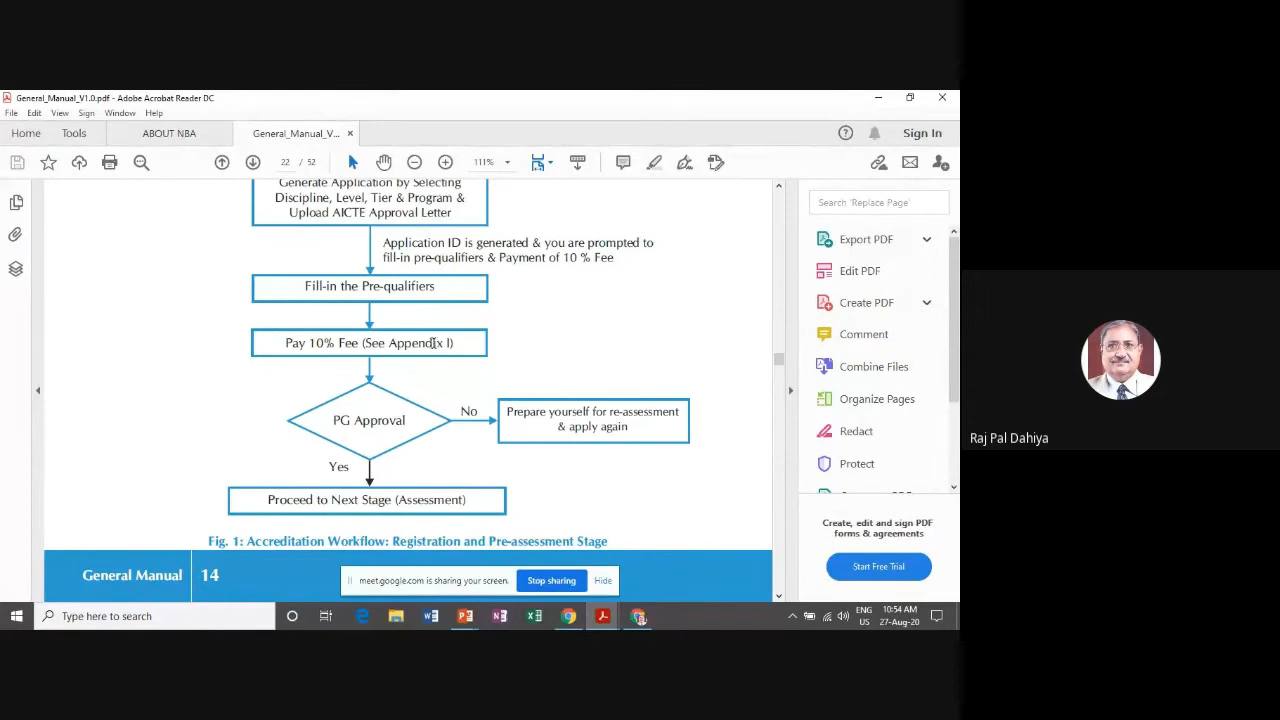 General_Manual_V1.0.pdf - Adobe Acrobat Reader DC
File Edit View Sign Window Help
Home Tools ABOUT NBA General_Manual_V... × Sign In
22 / 52 111%
Generate Application by Selecting
Discipline, Level, Tier & Program &
Upload AICTE Approval Letter
Application ID is generated & you are prompted to
fill-in pre-qualifiers & Payment of 10 % Fee
Fill-in the Pre-qualifiers
Pay 10% Fee (See Appendix I)
PG Approval
No
Prepare yourself for re-assessment
& apply again
Yes
Proceed to Next Stage (Assessment)
Fig. 1: Accreditation Workflow: Registration and Pre-assessment Stage
General Manual 14
meet.google.com is sharing your screen. Stop sharing Hide
Search 'Replace Page'
Export PDF
Edit PDF
Create PDF
Comment
Combine Files
Organize Pages
Redact
Protect
Create, edit and sign PDF
forms & agreements
Start Free Trial
Type here to search
ENG
US
10:54 AM
27-Aug-20
Raj Pal Dahiya